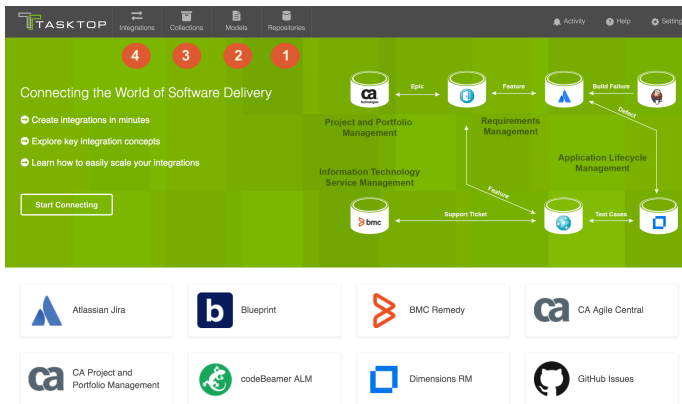 TASKTOP
Integrations
Collections
Models
Repositories
Activity
Help
Setting
4
3
2
1
Connecting the World of Software Delivery
Create integrations in minutes
Explore key integration concepts
Learn how to easily scale your integrations
Start Connecting
ca
technologies
Epic
Feature
Build Failure
Defect
Project and Portfolio
Management
Requirements
Management
Application Lifecycle
Management
Information Technology
Service Management
Feature
bmc
Support Ticket
Test Cases
Atlassian Jira
b
Blueprint
BMC Remedy
ca
CA Agile Central
ca
CA Project and
Portfolio Management
codeBeamer ALM
Dimensions RM
GitHub Issues